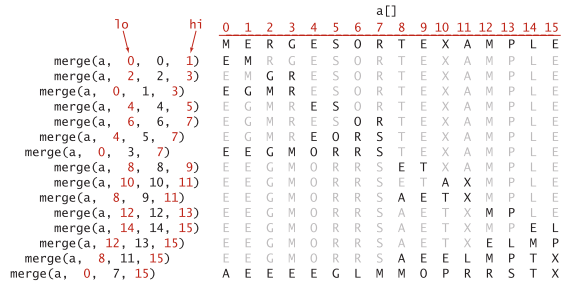 a[]
lo hi 0 1 2 3 4 5 6 7 8 9 10 11 12 13 14 15
M E R G E S O R T E X A M P L E
merge(a, 0, 0, 1) E M R G E S O R T E X A M P L E
merge(a, 2, 2, 3) E M G R E S O R T E X A M P L E
merge(a, 0, 1, 3) E G M R E S O R T E X A M P L E
merge(a, 4, 4, 5) E G M R E S O R T E X A M P L E
merge(a, 6, 6, 7) E G M R E S O R T E X A M P L E
merge(a, 4, 5, 7) E G M R E O R S T E X A M P L E
merge(a, 0, 3, 7) E E G M O R R S T E X A M P L E
merge(a, 8, 8, 9) E E G M O R R S E T X A M P L E
merge(a, 10, 10, 11) E E G M O R R S E T A X M P L E
merge(a, 8, 9, 11) E E G M O R R S A E T X M P L E
merge(a, 12, 12, 13) E E G M O R R S A E T X M P L E
merge(a, 14, 14, 15) E E G M O R R S A E T X M P E L
merge(a, 12, 13, 15) E E G M O R R S A E T X E L M P
merge(a, 8, 11, 15) E E G M O R R S A E E L M P T X
merge(a, 0, 7, 15) A E E E E G L M M O P R R S T X